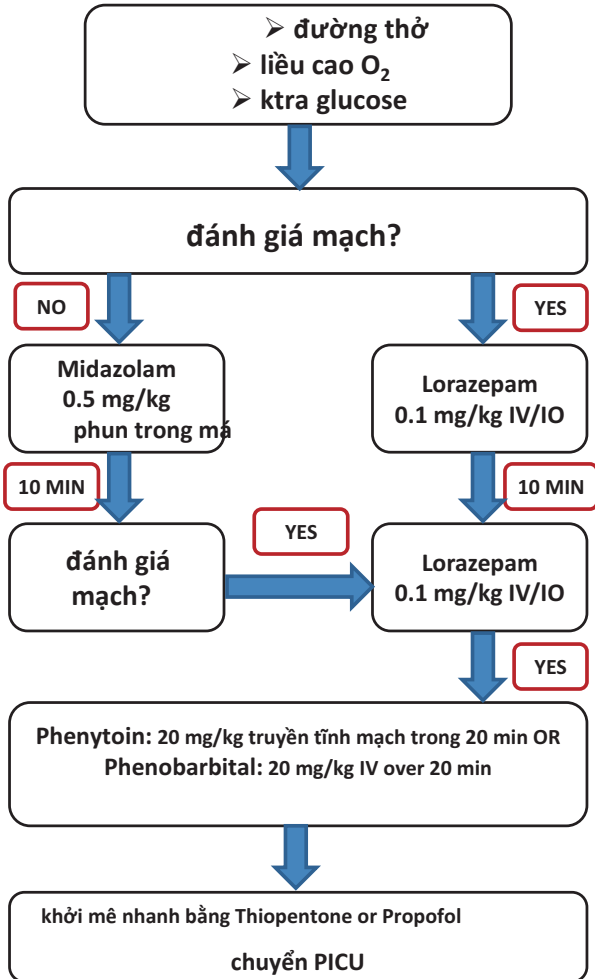 ➢ đường thở
➢ liều cao O₂
➢ ktra glucose
đánh giá mạch?
NO
YES
Midazolam
0.5 mg/kg
phun trong má
Lorazepam
0.1 mg/kg IV/IO
10 MIN
10 MIN
đánh giá
mạch?
YES
Lorazepam
0.1 mg/kg IV/IO
YES
Phenytoin: 20 mg/kg truyền tĩnh mạch trong 20 min OR
Phenobarbital: 20 mg/kg IV over 20 min
khởi mê nhanh bằng Thiopentone or Propofol
chuyển PICU